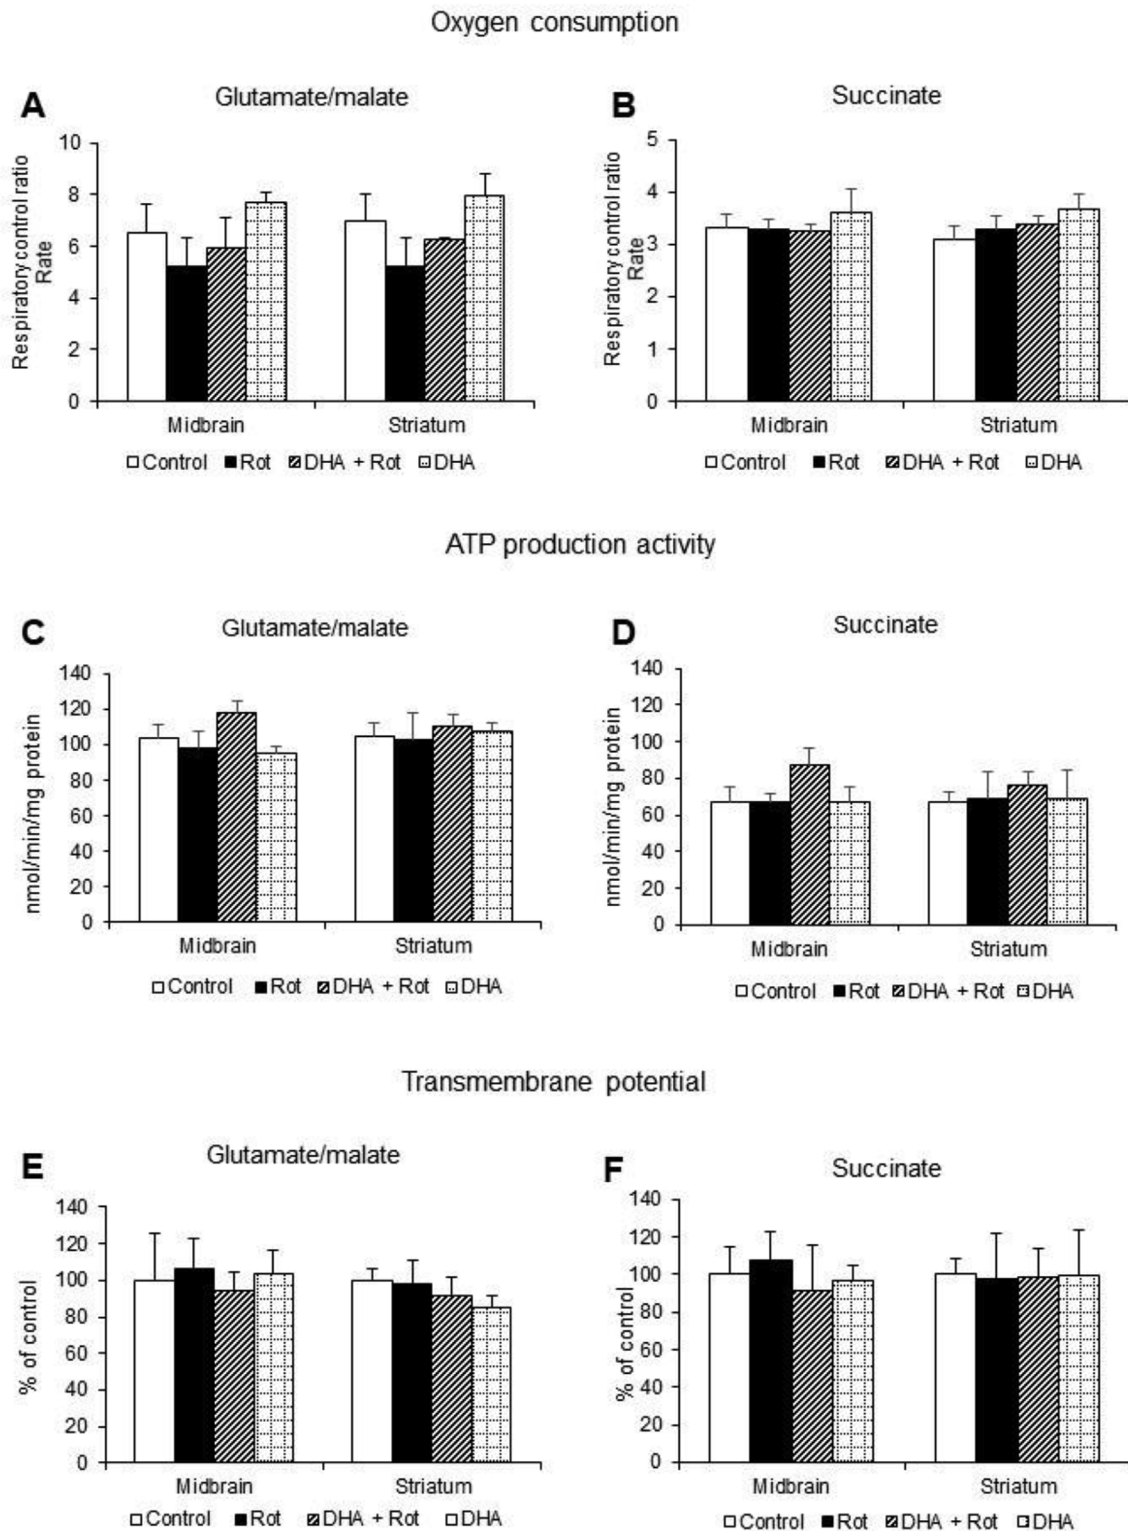 Oxygen consumption
A
Glutamate/malate
Respiratory control ratio
Rate
10
8
6
4
2
0
Midbrain Striatum
Control Rot DHA + Rot DHA
B
Succinate
Respiratory control ratio
Rate
5
4
3
2
1
0
Midbrain Striatum
Control Rot DHA + Rot DHA
ATP production activity
C
Glutamate/malate
nmol/min/mg protein
140
120
100
80
60
40
20
0
Midbrain Striatum
Control Rot DHA + Rot DHA
D
Succinate
nmol/min/mg protein
140
120
100
80
60
40
20
0
Midbrain Striatum
Control Rot DHA + Rot DHA
Transmembrane potential
E
Glutamate/malate
% of control
140
120
100
80
60
40
20
0
Midbrain Striatum
Control Rot DHA + Rot DHA
F
Succinate
% of control
140
120
100
80
60
40
20
0
Midbrain Striatum
Control Rot DHA + Rot DHA